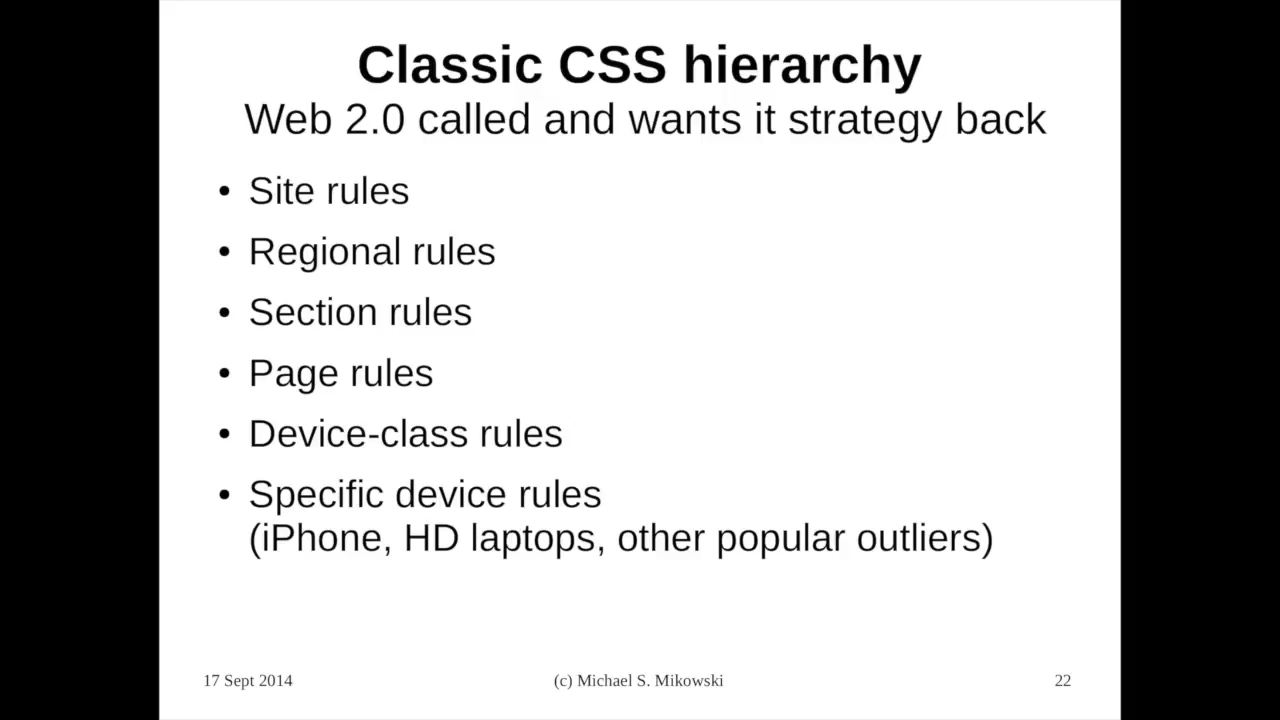 Classic CSS hierarchy
Web 2.0 called and wants it strategy back
• Site rules
• Regional rules
• Section rules
• Page rules
• Device-class rules
• Specific device rules
(iPhone, HD laptops, other popular outliers)
17 Sept 2014
(c) Michael S. Mikowski
22